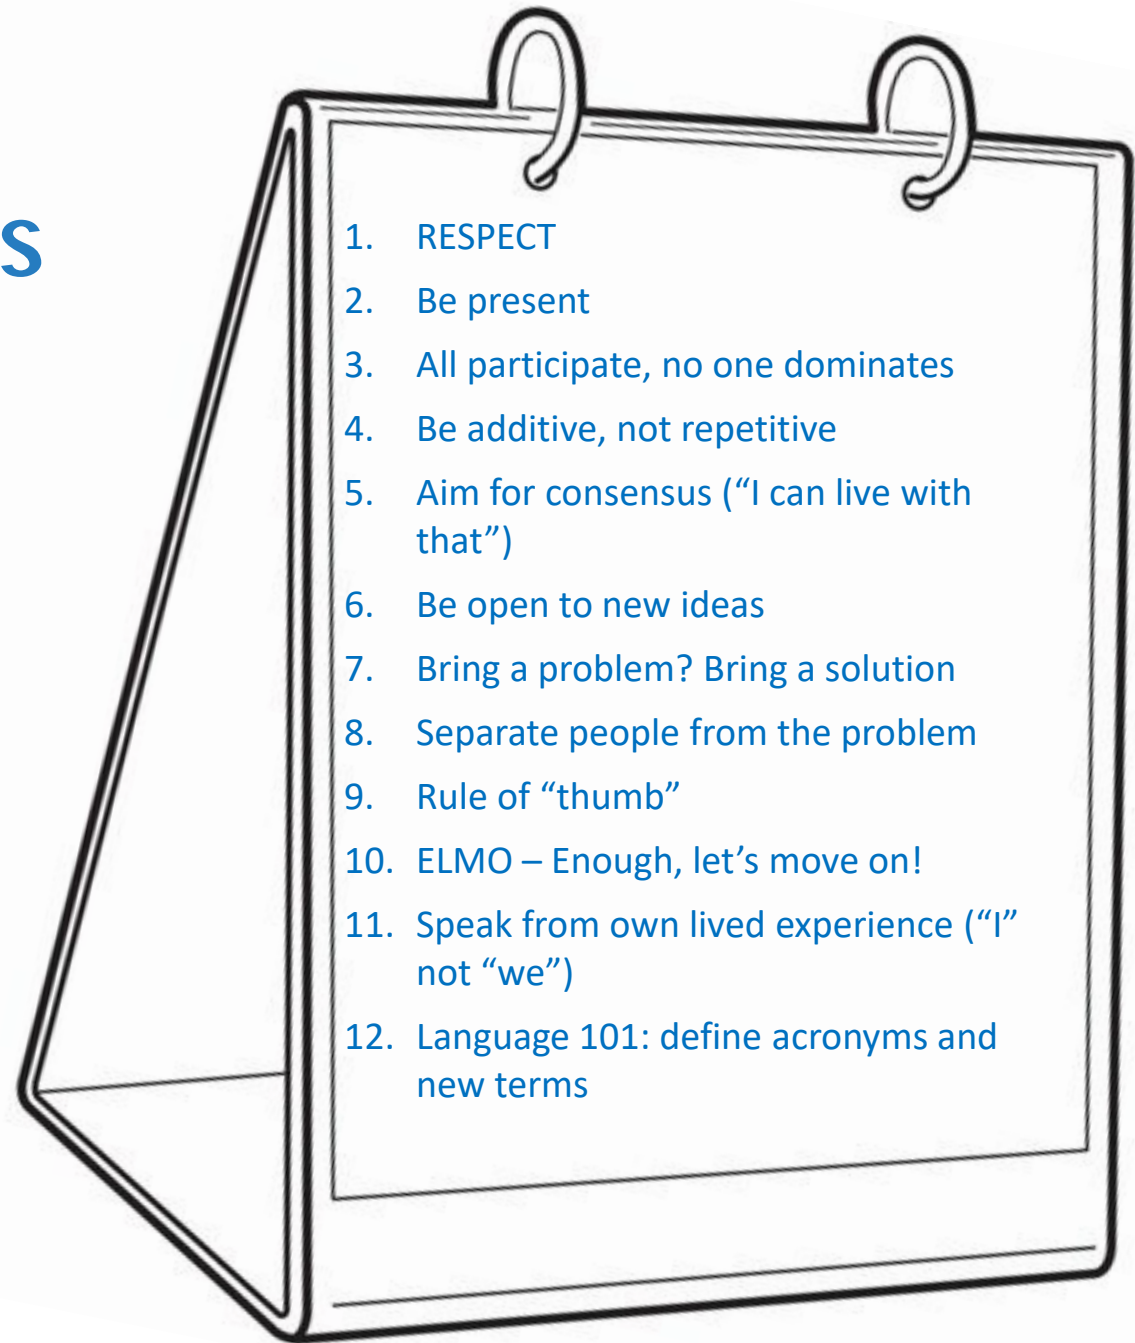 s
1. RESPECT
2. Be present
3. All participate, no one dominates
4. Be additive, not repetitive
5. Aim for consensus (“I can live with
that”)
6. Be open to new ideas
7. Bring a problem? Bring a solution
8. Separate people from the problem
9. Rule of “thumb”
10. ELMO – Enough, let’s move on!
11. Speak from own lived experience (“I”
not “we”)
12. Language 101: define acronyms and
new terms